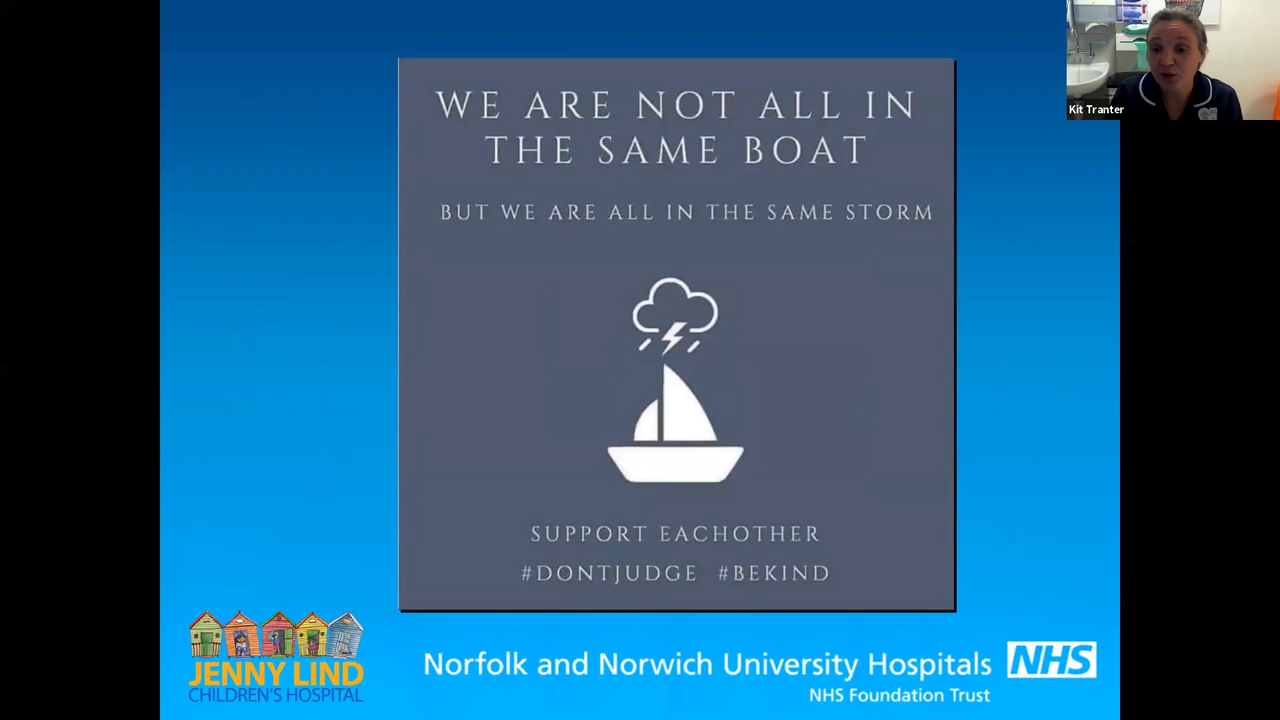 Kit Tranter
WE ARE NOT ALL IN
THE SAME BOAT
BUT WE ARE ALL IN THE SAME STORM
SUPPORT EACHOTHER
#DONTJUDGE #BEKIND
JENNY LIND
CHILDREN'S HOSPITAL
Norfolk and Norwich University Hospitals NHS
NHS Foundation Trust